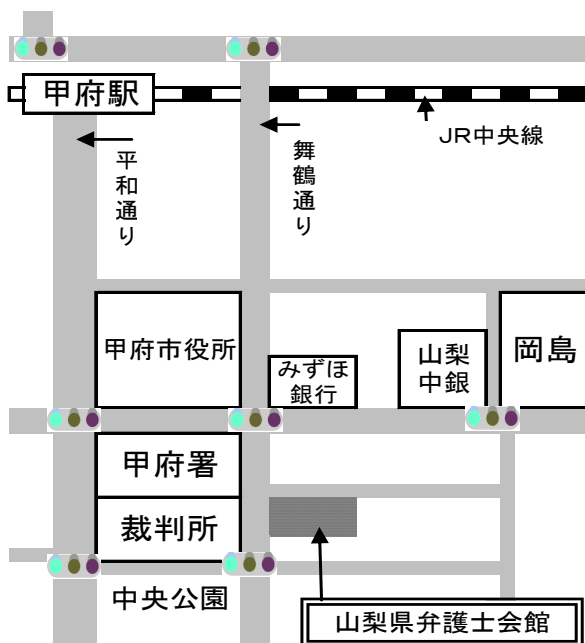 甲府駅
JR中央線
平和通り
舞鶴通り
甲府市役所
みずほ
銀行
山梨
中銀
岡島
甲府署
裁判所
中央公園
山梨県弁護士会館